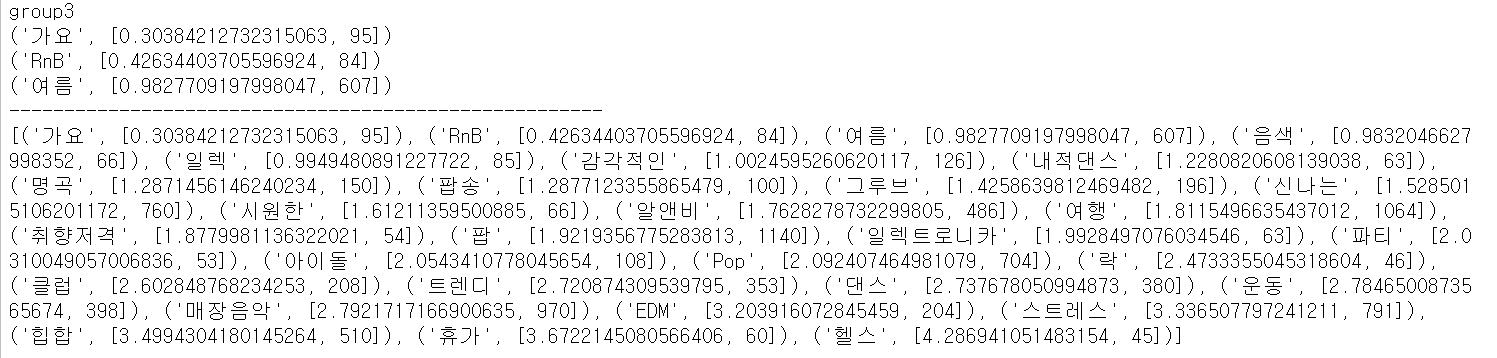 group3
('가요', [0.30384212732315063, 95])
('RnB', [0.42634403705596924, 84])
('여름', [0.9827709197998047, 607])
------------------------------------------------------
[('가요', [0.30384212732315063, 95]), ('RnB', [0.42634403705596924, 84]), ('여름', [0.9827709197998047, 607]), ('음색', [0.9832046627
998352, 66]), ('일렉', [0.9949480891227722, 85]), ('감각적인', [1.0024595260620117, 126]), ('내적댄스', [1.2280820608139038, 63]),
('명곡', [1.2871456146240234, 150]), ('팝송', [1.2877123355865479, 100]), ('그루브', [1.4258639812469482, 196]), ('신나는', [1.528501
5106201172, 760]), ('시원한', [1.61211359500885, 66]), ('알앤비', [1.7628278732299805, 486]), ('여행', [1.8115496635437012, 1064]),
('취향저격', [1.8779981136322021, 54]), ('팝', [1.9219356775283813, 1140]), ('일렉트로니카', [1.9928497076034546, 63]), ('파티', [2.0
310049057006836, 53]), ('아이돌', [2.0543410778045654, 108]), ('Pop', [2.092407464981079, 704]), ('락', [2.4733355045318604, 46]),
('클럽', [2.602848768234253, 208]), ('트렌디', [2.720874309539795, 353]), ('댄스', [2.737678050994873, 380]), ('운동', [2.78465008735
65674, 398]), ('매장음악', [2.7921717166900635, 970]), ('EDM', [3.203916072845459, 204]), ('스트레스', [3.336507797241211, 791]),
('힙합', [3.4994304180145264, 510]), ('휴가', [3.6722145080566406, 60]), ('헬스', [4.286941051483154, 45])]